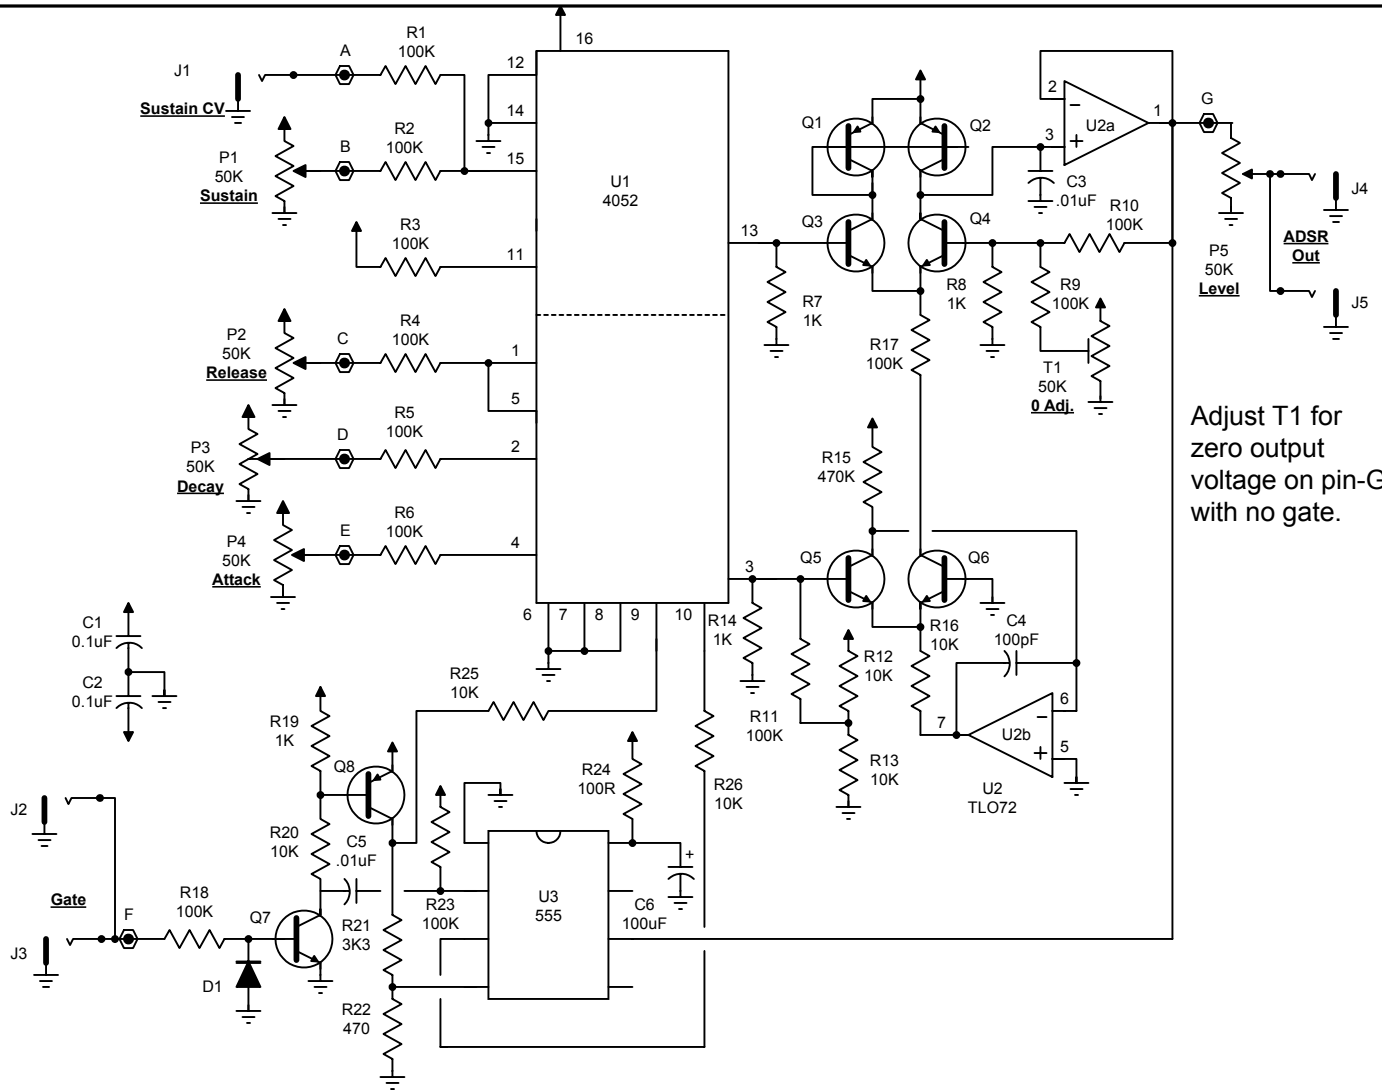 J1
Sustain CV
A
R1
100K
P1
50K
Sustain
B
R2
100K
R3
100K
P2
50K
Release
C
R4
100K
P3
50K
Decay
D
R5
100K
P4
50K
Attack
E
R6
100K
16
12
14
15
11
1
5
2
4
U1
4052
13
3
6
7
8
9
10
Q1
Q2
Q3
Q4
R7
1K
R8
1K
R17
100K
2
3
1
U2a
C3
.01uF
R10
100K
R9
100K
T1
50K
0 Adj.
G
P5
50K
Level
ADSR
Out
J4
J5
Adjust T1 for
zero output
voltage on pin-G
with no gate.
R15
470K
Q5
Q6
R14
1K
R12
10K
R16
10K
C4
100pF
R11
100K
R13
10K
7
6
5
U2b
U2
TLO72
C1
0.1uF
C2
0.1uF
R25
10K
R19
1K
Q8
R24
100R
R26
10K
J2
R20
10K
C5
.01uF
Gate
J3
F
R18
100K
Q7
D1
R21
3K3
R23
100K
R22
470
U3
555
C6
100uF
+